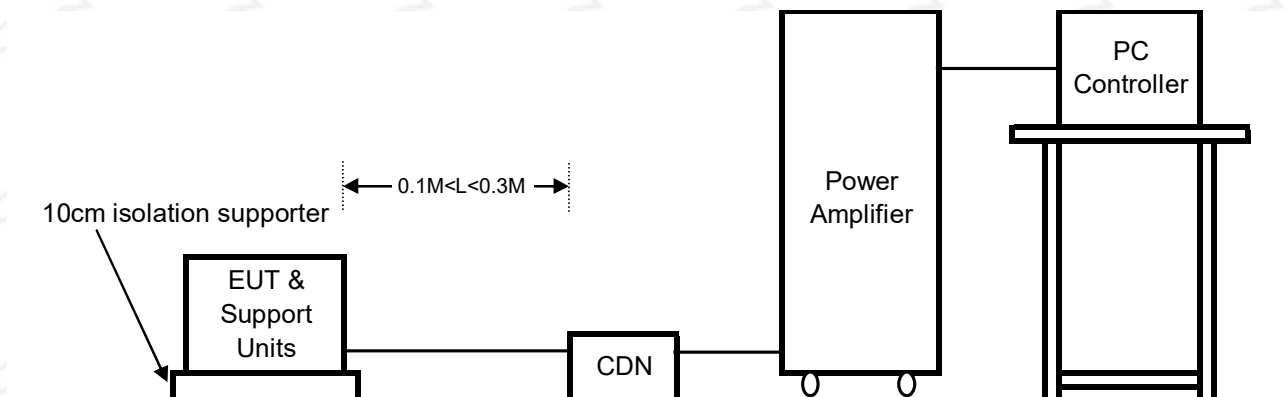 PC
Controller
0.1M<L<0.3M
Power
Amplifier
10cm isolation supporter
EUT &
Support
Units
CDN